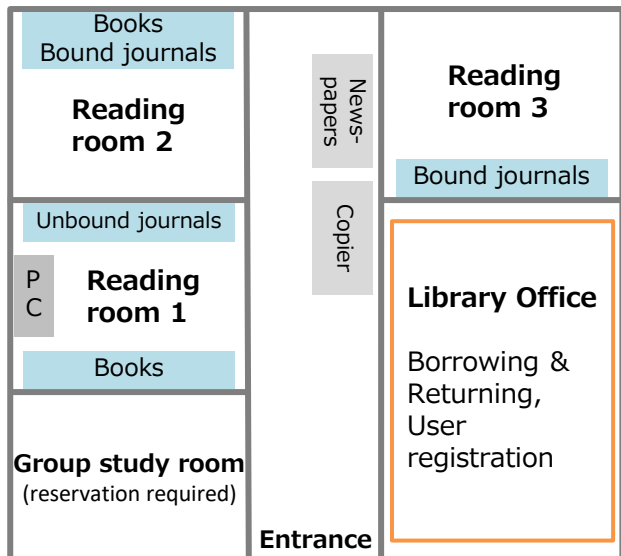 Books
Bound journals
Reading
room 2
Unbound journals
P
C
Reading
room 1
Books
Group study room
(reservation required)
News-
papers
Copier
Entrance
Reading
room 3
Bound journals
Library Office
Borrowing &
Returning,
User
registration